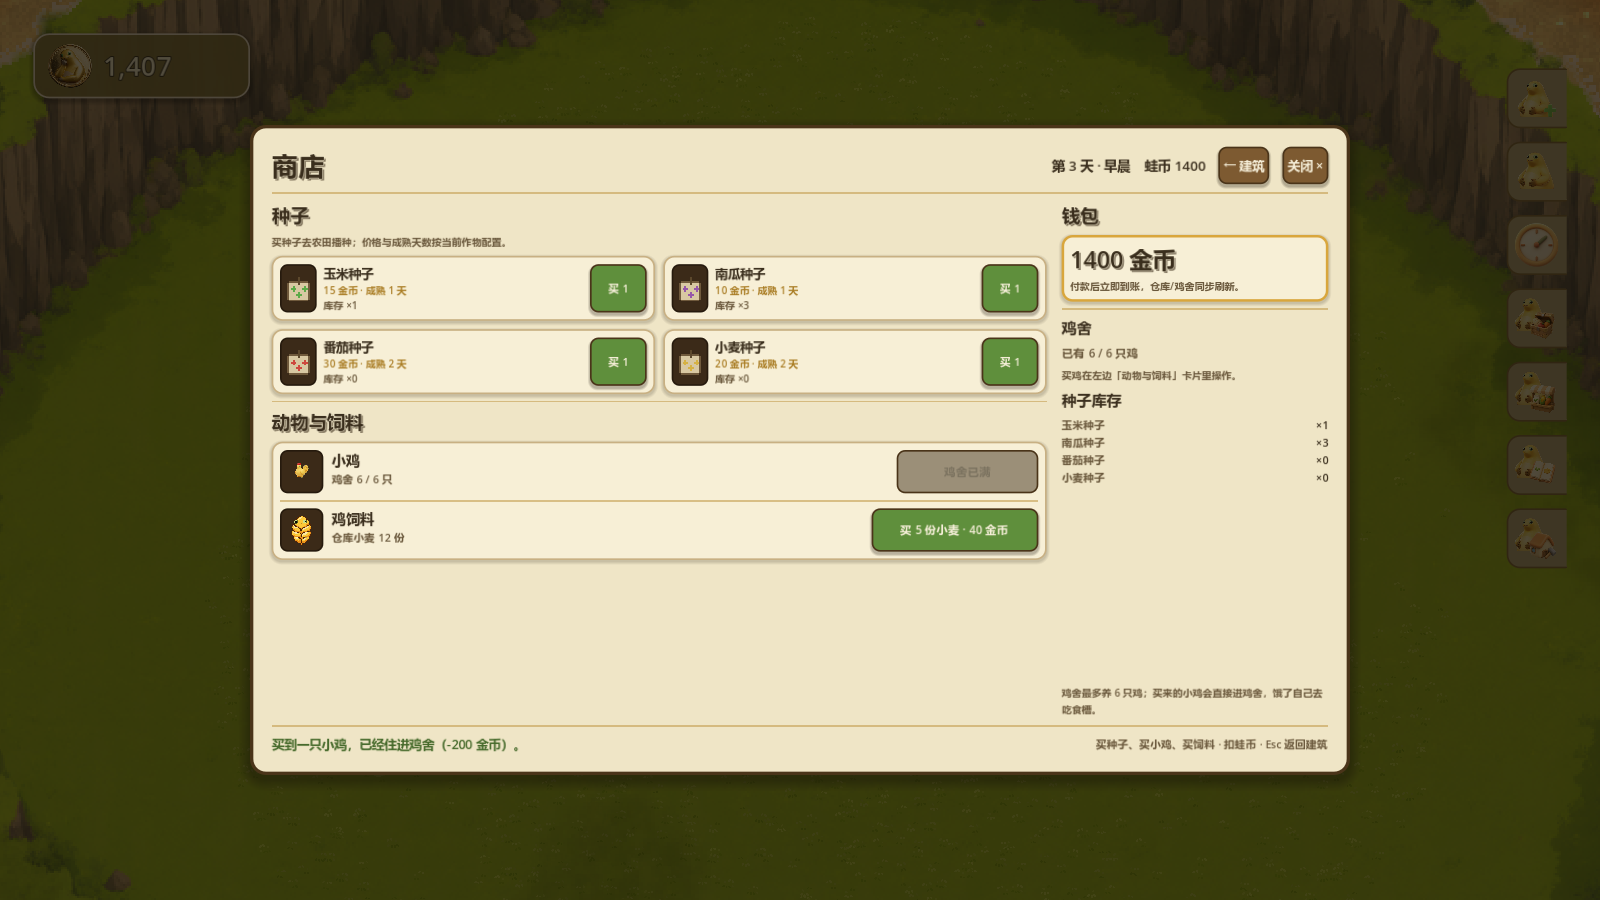 1,407
商店
第 3 天 · 早晨 蛙币 1400
← 建筑
关闭 ×
种子
买种子去农田播种；价格与成熟天数按当前作物配置。
玉米种子
15 金币 · 成熟 1 天
库存 ×1
买 1
南瓜种子
10 金币 · 成熟 1 天
库存 ×3
买 1
番茄种子
30 金币 · 成熟 2 天
库存 ×0
买 1
小麦种子
20 金币 · 成熟 2 天
库存 ×0
买 1
动物与饲料
小鸡
鸡舍 6 / 6 只
鸡舍已满
鸡饲料
仓库小麦 12 份
买 5 份小麦 · 40 金币
钱包
1400 金币
付款后立即到账，仓库/鸡舍同步刷新。
鸡舍
已有 6 / 6 只鸡
买鸡在左边「动物与饲料」卡片里操作。
种子库存
玉米种子 ×1
南瓜种子 ×3
番茄种子 ×0
小麦种子 ×0
鸡舍最多养 6 只鸡；买来的小鸡会直接进鸡舍，饿了自己去
吃食槽。
买到一只小鸡，已经住进鸡舍（-200 金币）。
买种子、买小鸡、买饲料 · 扣蛙币 · Esc 返回建筑